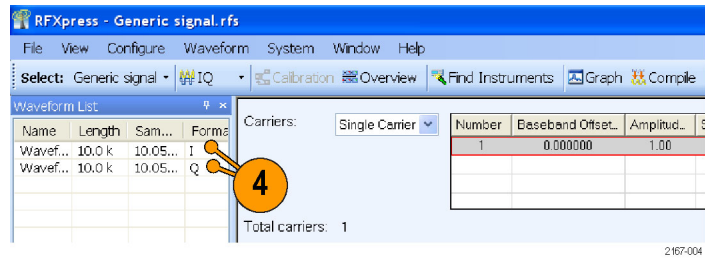 RFXpress - Generic signal.rfs
File View Configure Waveform System Window Help
Select: Generic signal IQ Calibration Overview Find Instruments Graph Compile
Waveform List
Name Length Sam... Forma
Wavef... 10.0 k 10.05... I
Wavef... 10.0 k 10.05... Q
4
Carriers: Single Carrier
Number Baseband Offset... Amplitud... S
1 0.000000 1.00
Total carriers: 1
2167-004